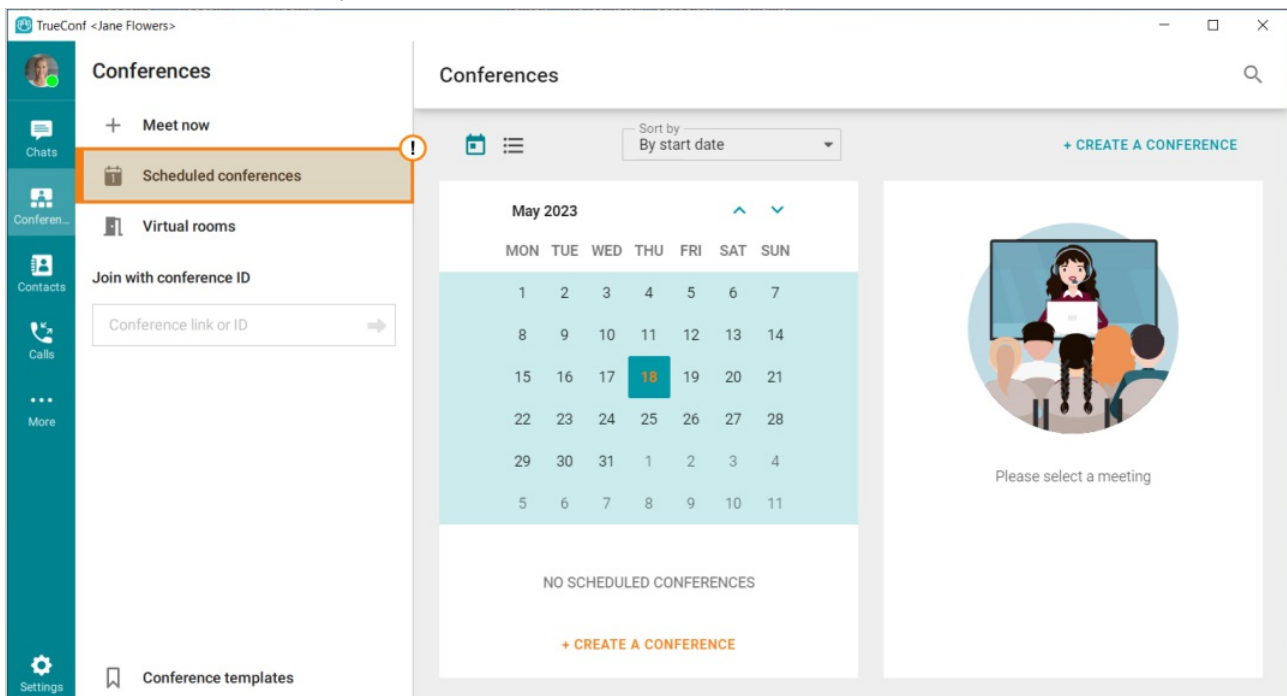 TrueConf <Jane Flowers>
Conferences
Meet now
Scheduled conferences
!
1
Virtual rooms
Join with conference ID
Conference link or ID
Conference templates
Chats
Conferen...
Contacts
Calls
More
Settings
Conferences
Sort by
By start date
+ CREATE A CONFERENCE
May 2023
MON TUE WED THU FRI SAT SUN
1 2 3 4 5 6 7
8 9 10 11 12 13 14
15 16 17 18 19 20 21
22 23 24 25 26 27 28
29 30 31 1 2 3 4
5 6 7 8 9 10 11
NO SCHEDULED CONFERENCES
+ CREATE A CONFERENCE
Please select a meeting